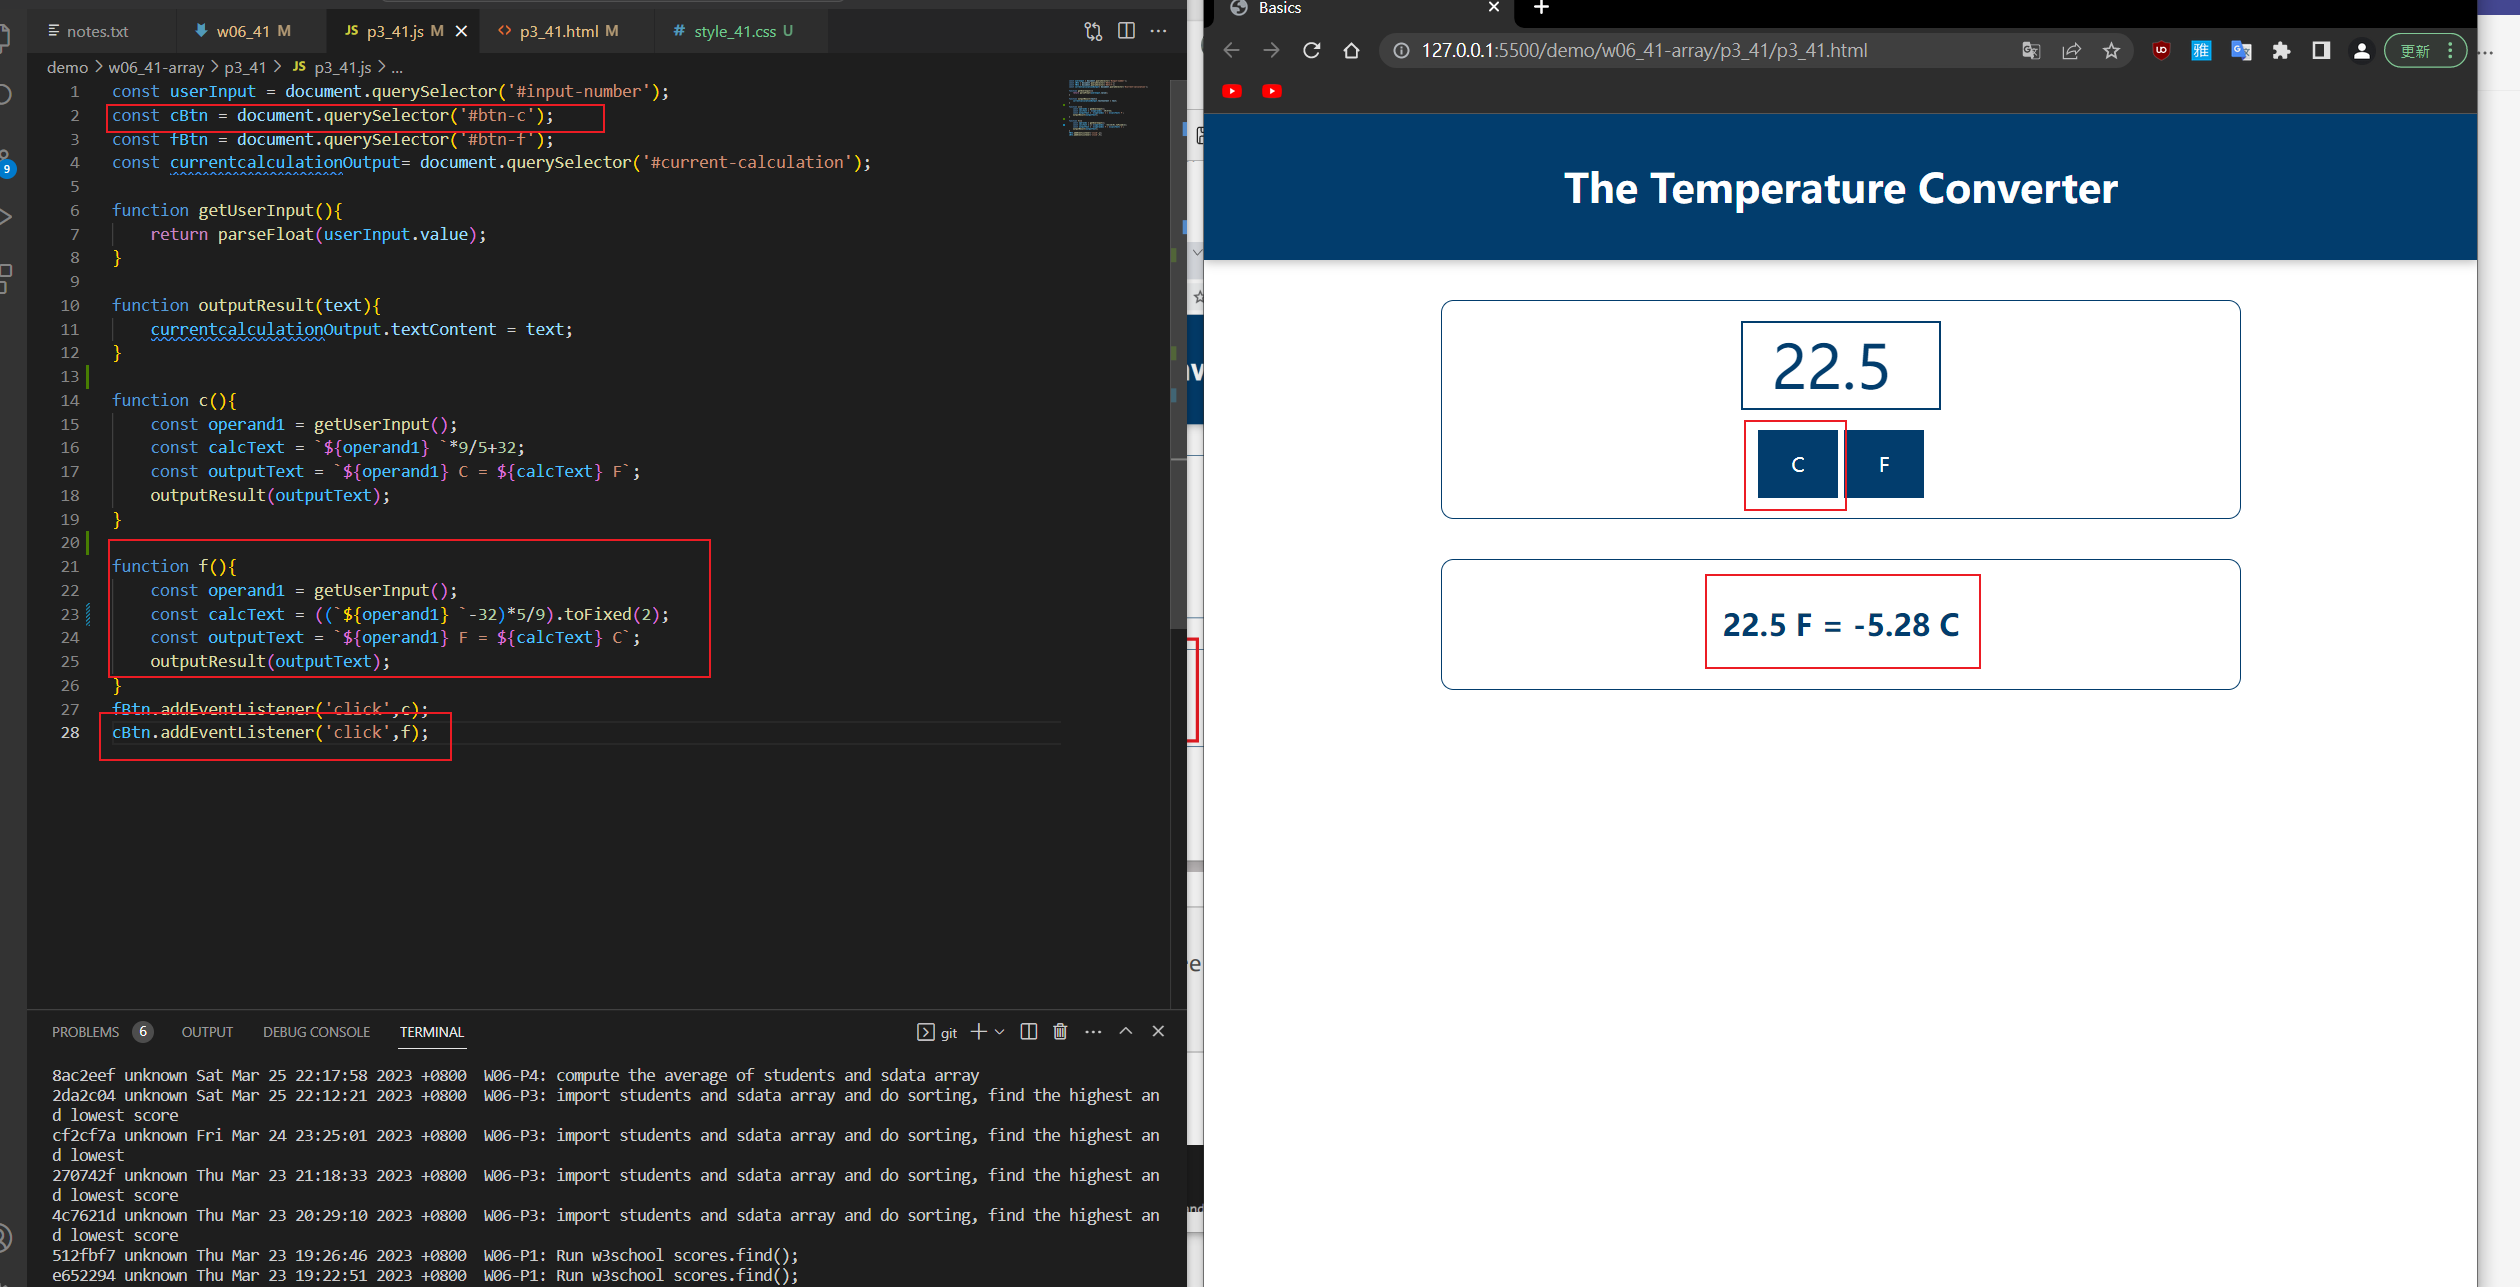 notes.txt
w06_41 M
JS p3_41.js M
<> p3_41.html M
# style_41.css U
demo > w06_41-array > p3_41 > JS p3_41.js > ...
1 const userInput = document.querySelector('#input-number');
2 const cBtn = document.querySelector('#btn-c');
3 const fBtn = document.querySelector('#btn-f');
4 const currentcalculationOutput= document.querySelector('#current-calculation');
5
6 function getUserInput(){
7 return parseFloat(userInput.value);
8 }
9
10 function outputResult(text){
11 currentcalculationOutput.textContent = text;
12 }
13
14 function c(){
15 const operand1 = getUserInput();
16 const calcText = `${operand1} `*9/5+32;
17 const outputText = `${operand1} C = ${calcText} F`;
18 outputResult(outputText);
19 }
20
21 function f(){
22 const operand1 = getUserInput();
23 const calcText = ((`${operand1} `-32)*5/9).toFixed(2);
24 const outputText = `${operand1} F = ${calcText} C`;
25 outputResult(outputText);
26 }
27 fBtn.addEventListener('click',c);
28 cBtn.addEventListener('click',f);
9
PROBLEMS 6 OUTPUT DEBUG CONSOLE TERMINAL
git
8ac2eef unknown Sat Mar 25 22:17:58 2023 +0800 W06-P4: compute the average of students and sdata array
2da2c04 unknown Sat Mar 25 22:12:21 2023 +0800 W06-P3: import students and sdata array and do sorting, find the highest an
d lowest score
cf2cf7a unknown Fri Mar 24 23:25:01 2023 +0800 W06-P3: import students and sdata array and do sorting, find the highest an
d lowest
270742f unknown Thu Mar 23 21:18:33 2023 +0800 W06-P3: import students and sdata array and do sorting, find the highest an
d lowest score
4c7621d unknown Thu Mar 23 20:29:10 2023 +0800 W06-P3: import students and sdata array and do sorting, find the highest an
d lowest score
512fbf7 unknown Thu Mar 23 19:26:46 2023 +0800 W06-P1: Run w3school scores.find();
e652294 unknown Thu Mar 23 19:22:51 2023 +0800 W06-P1: Run w3school scores.find();
Basics
127.0.0.1:5500/demo/w06_41-array/p3_41/p3_41.html
雅
更新
The Temperature Converter
22.5
C
F
22.5 F = -5.28 C